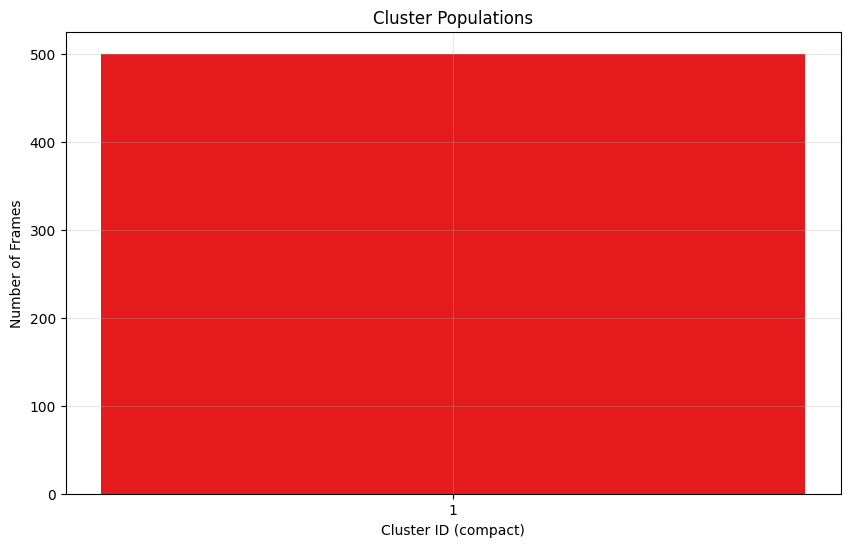 Cluster Populations
500
400
300
200
100
0
Number of Frames
1
Cluster ID (compact)